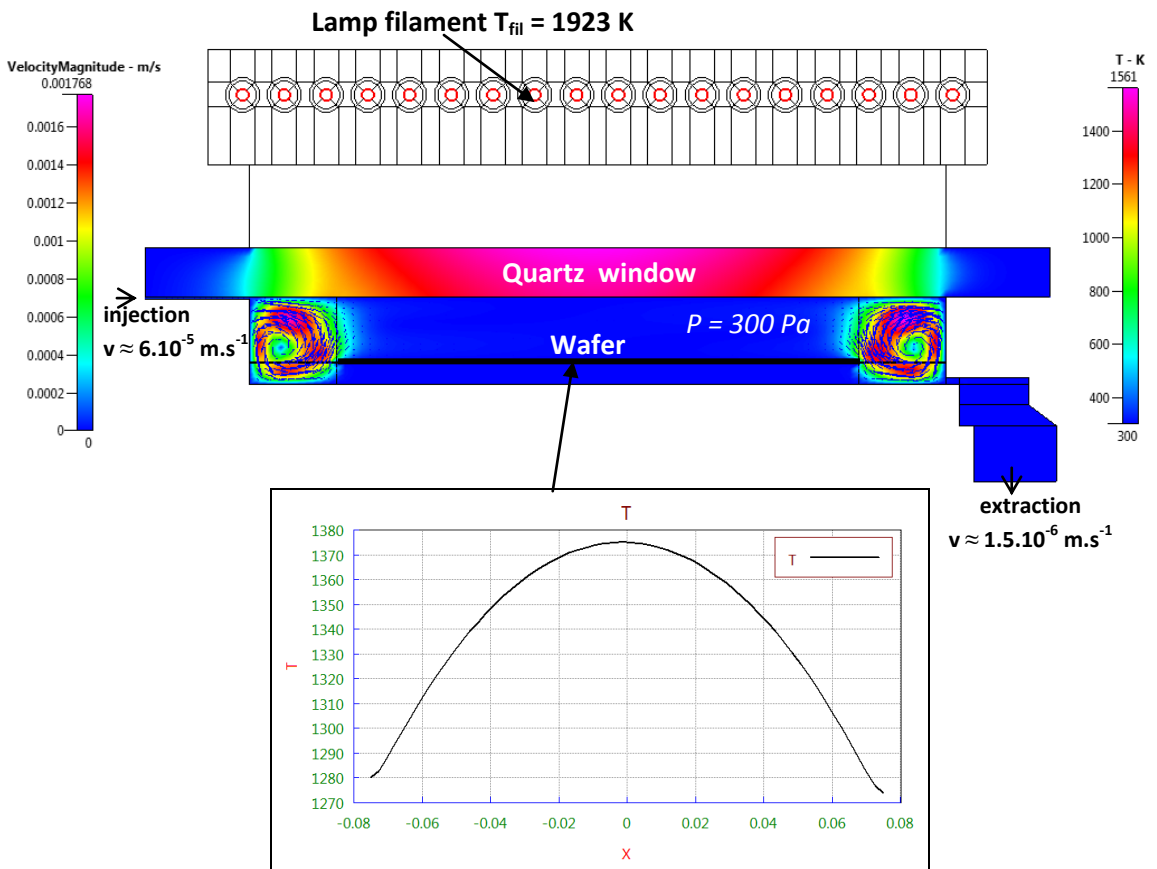 Lamp filament T_fil = 1923 K
VelocityMagnitude - m/s
0.001768
0.0016
0.0014
0.0012
0.001
0.0008
0.0006
0.0004
0.0002
0
0
T - K
1561
1400
1200
1000
800
600
400
300
Quartz window
injection
v ≈ 6.10⁻⁵ m.s⁻¹
P = 300 Pa
Wafer
extraction
v ≈ 1.5.10⁻⁶ m.s⁻¹
T
T
1380
1370
1360
1350
1340
1330
1320
1310
1300
1290
1280
1270
T
-0.08 -0.06 -0.04 -0.02 0 0.02 0.04 0.06 0.08
X